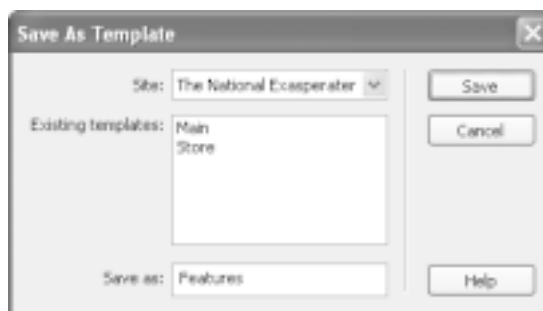 Save As Template
Site: The National Exasperater
Save
Existing templates: Main
Store
Cancel
Save as: Features
Help